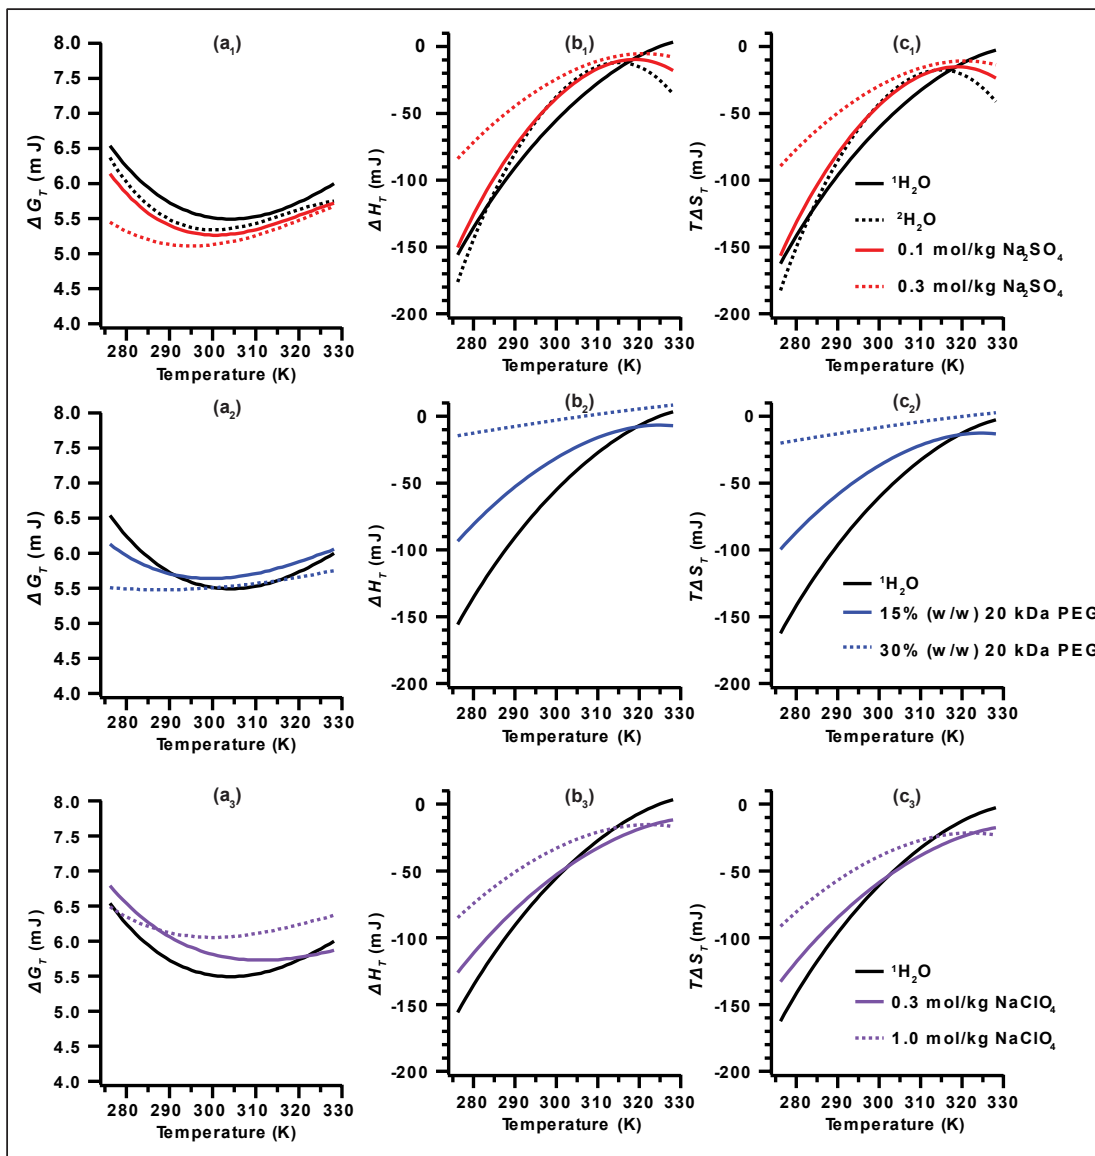 (a₁)
(b₁)
(c₁)
8.0
7.5
7.0
6.5
6.0
5.5
5.0
4.5
4.0
ΔG_T (mJ)
280 290 300 310 320 330
Temperature (K)
0
-50
-100
-150
-200
ΔH_T (mJ)
280 290 300 310 320 330
Temperature (K)
0
-50
-100
-150
-200
TΔS_T (mJ)
280 290 300 310 320 330
Temperature (K)
¹H₂O
²H₂O
0.1 mol/kg Na₂SO₄
0.3 mol/kg Na₂SO₄
(a₂)
(b₂)
(c₂)
8.0
7.5
7.0
6.5
6.0
5.5
5.0
4.5
4.0
ΔG_T (mJ)
280 290 300 310 320 330
Temperature (K)
0
-50
-100
-150
-200
ΔH_T (mJ)
280 290 300 310 320 330
Temperature (K)
0
-50
-100
-150
-200
TΔS_T (mJ)
280 290 300 310 320 330
Temperature (K)
¹H₂O
15% (w/w) 20 kDa PEG
30% (w/w) 20 kDa PEG
(a₃)
(b₃)
(c₃)
8.0
7.5
7.0
6.5
6.0
5.5
5.0
4.5
4.0
ΔG_T (mJ)
280 290 300 310 320 330
Temperature (K)
0
-50
-100
-150
-200
ΔH_T (mJ)
280 290 300 310 320 330
Temperature (K)
0
-50
-100
-150
-200
TΔS_T (mJ)
280 290 300 310 320 330
Temperature (K)
¹H₂O
0.3 mol/kg NaClO₄
1.0 mol/kg NaClO₄